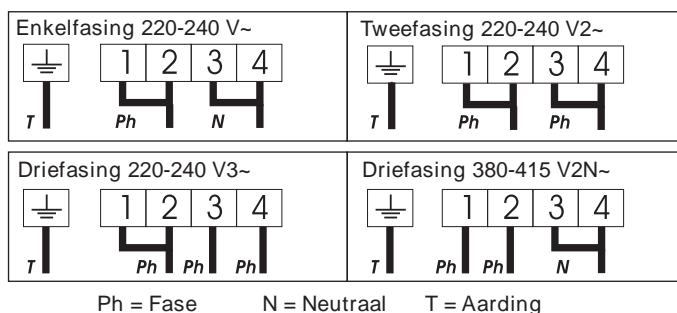 Enkelfasing 220-240 V~
1 2 3 4
T Ph N
Tweefasing 220-240 V2~
1 2 3 4
T Ph Ph
Driefasing 220-240 V3~
1 2 3 4
T Ph Ph Ph
Driefasing 380-415 V2N~
1 2 3 4
T Ph Ph N
Ph = Fase N = Neutraal T = Aarding